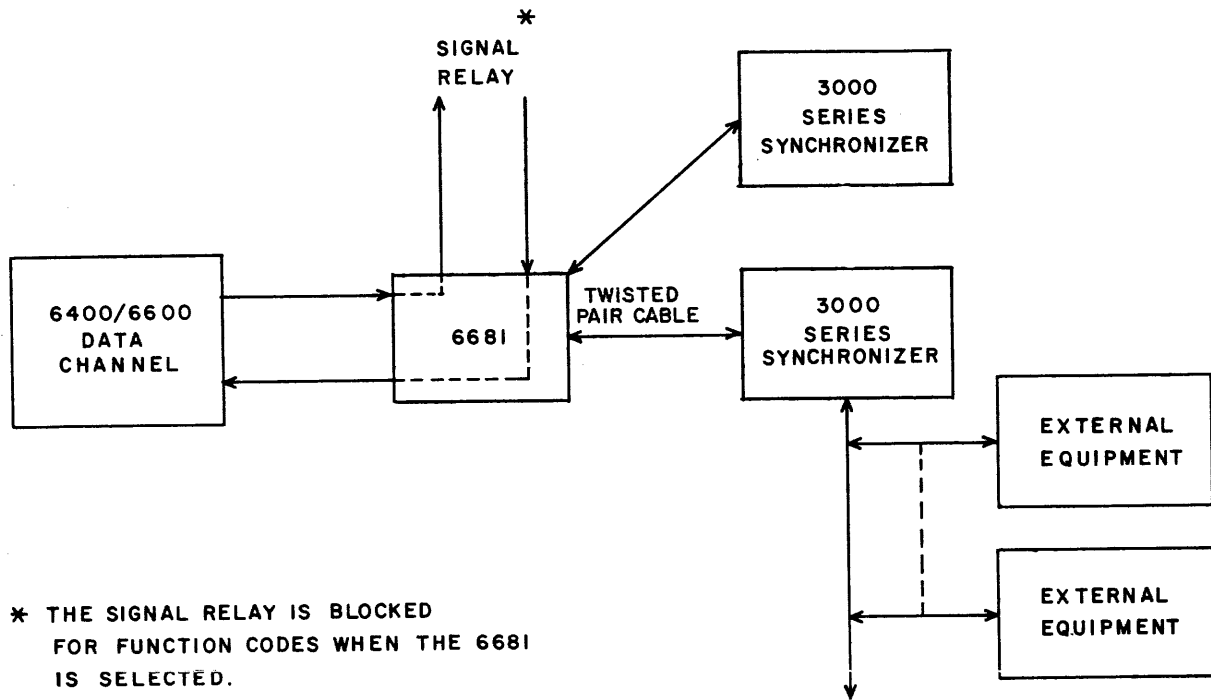 *
SIGNAL
RELAY
3000
SERIES
SYNCHRONIZER
6400/6600
DATA
CHANNEL
6681
TWISTED
PAIR CABLE
3000
SERIES
SYNCHRONIZER
EXTERNAL
EQUIPMENT
EXTERNAL
EQUIPMENT
* THE SIGNAL RELAY IS BLOCKED
FOR FUNCTION CODES WHEN THE 6681
IS SELECTED.